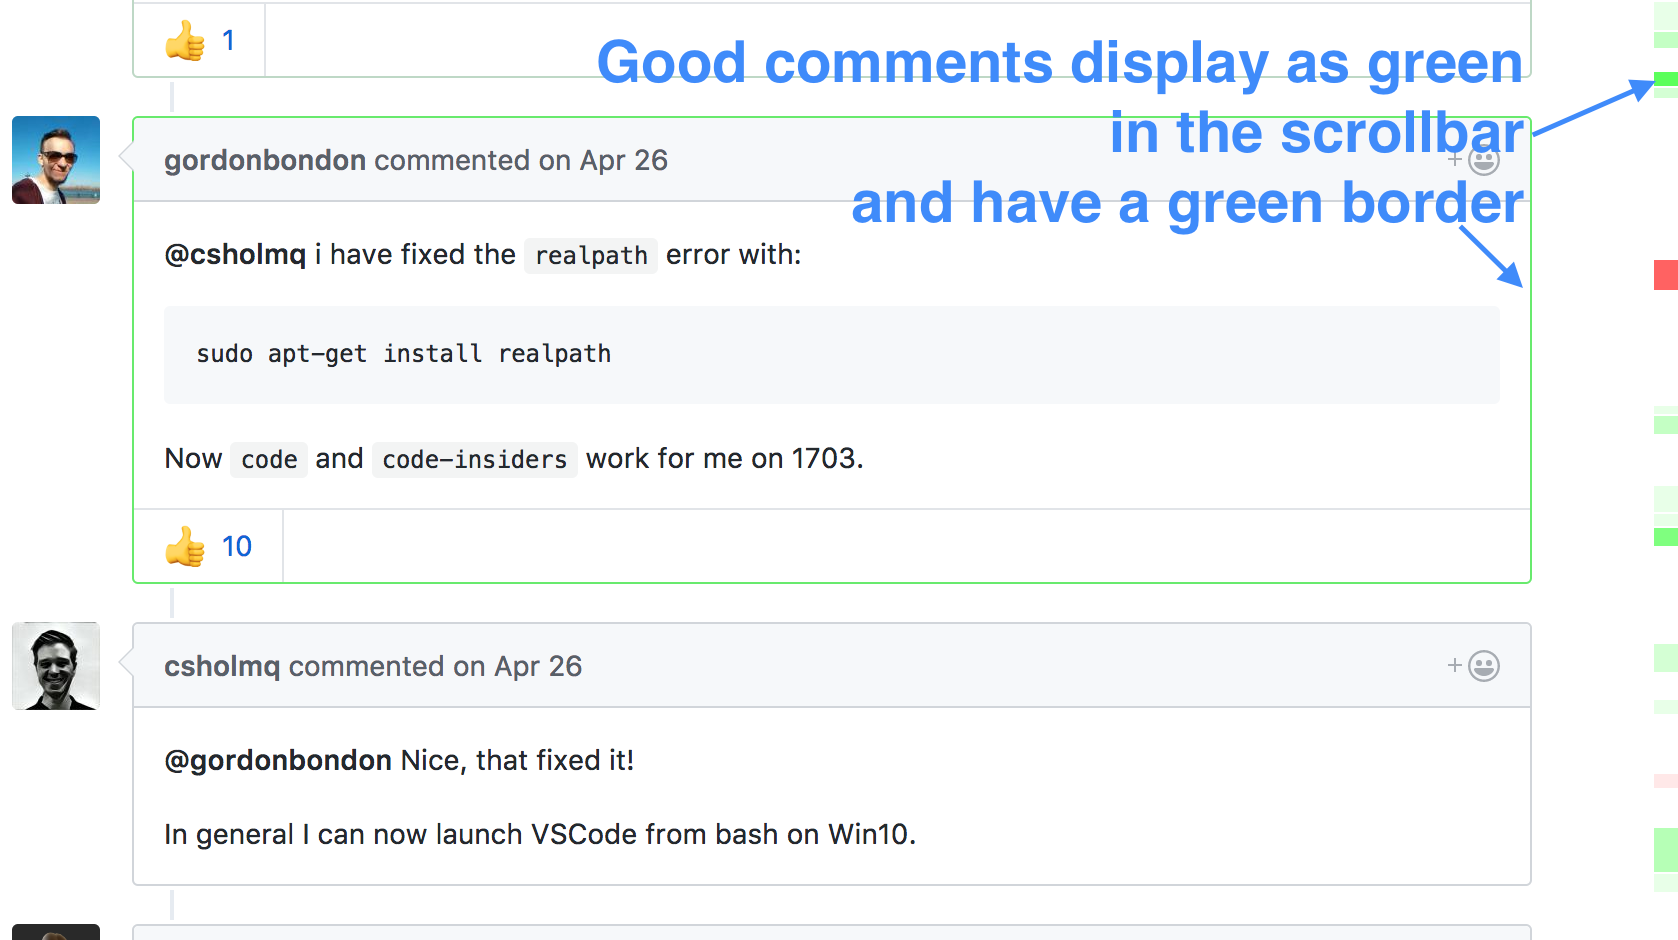 1
Good comments display as green
in the scrollbar
and have a green border
gordonbondon commented on Apr 26
@csholmq i have fixed the realpath error with:
sudo apt-get install realpath
Now code and code-insiders work for me on 1703.
10
csholmq commented on Apr 26
@gordonbondon Nice, that fixed it!
In general I can now launch VSCode from bash on Win10.